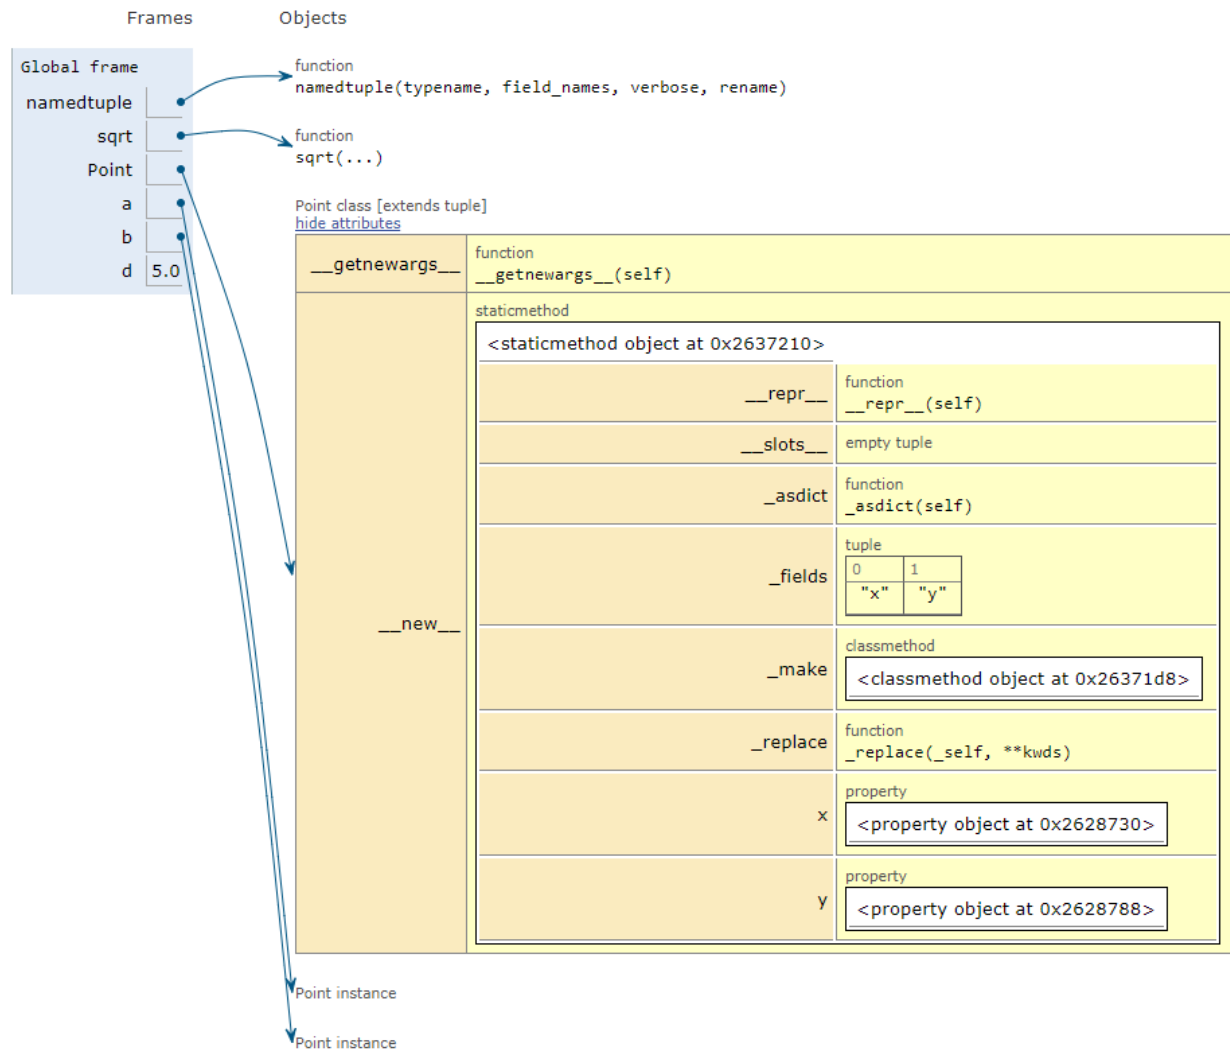 Frames Objects
Global frame
namedtuple
sqrt
Point
a
b
d 5.0
function
namedtuple(typename, field_names, verbose, rename)
function
sqrt(...)
Point class [extends tuple]
hide attributes
__getnewargs__
function
__getnewargs__(self)
__new__
staticmethod
<staticmethod object at 0x2637210>
__repr__
function
__repr__(self)
__slots__
empty tuple
_asdict
function
_asdict(self)
_fields
tuple
0 1
"x" "y"
_make
classmethod
<classmethod object at 0x26371d8>
_replace
function
_replace(_self, **kwds)
x
property
<property object at 0x2628730>
y
property
<property object at 0x2628788>
Point instance
Point instance